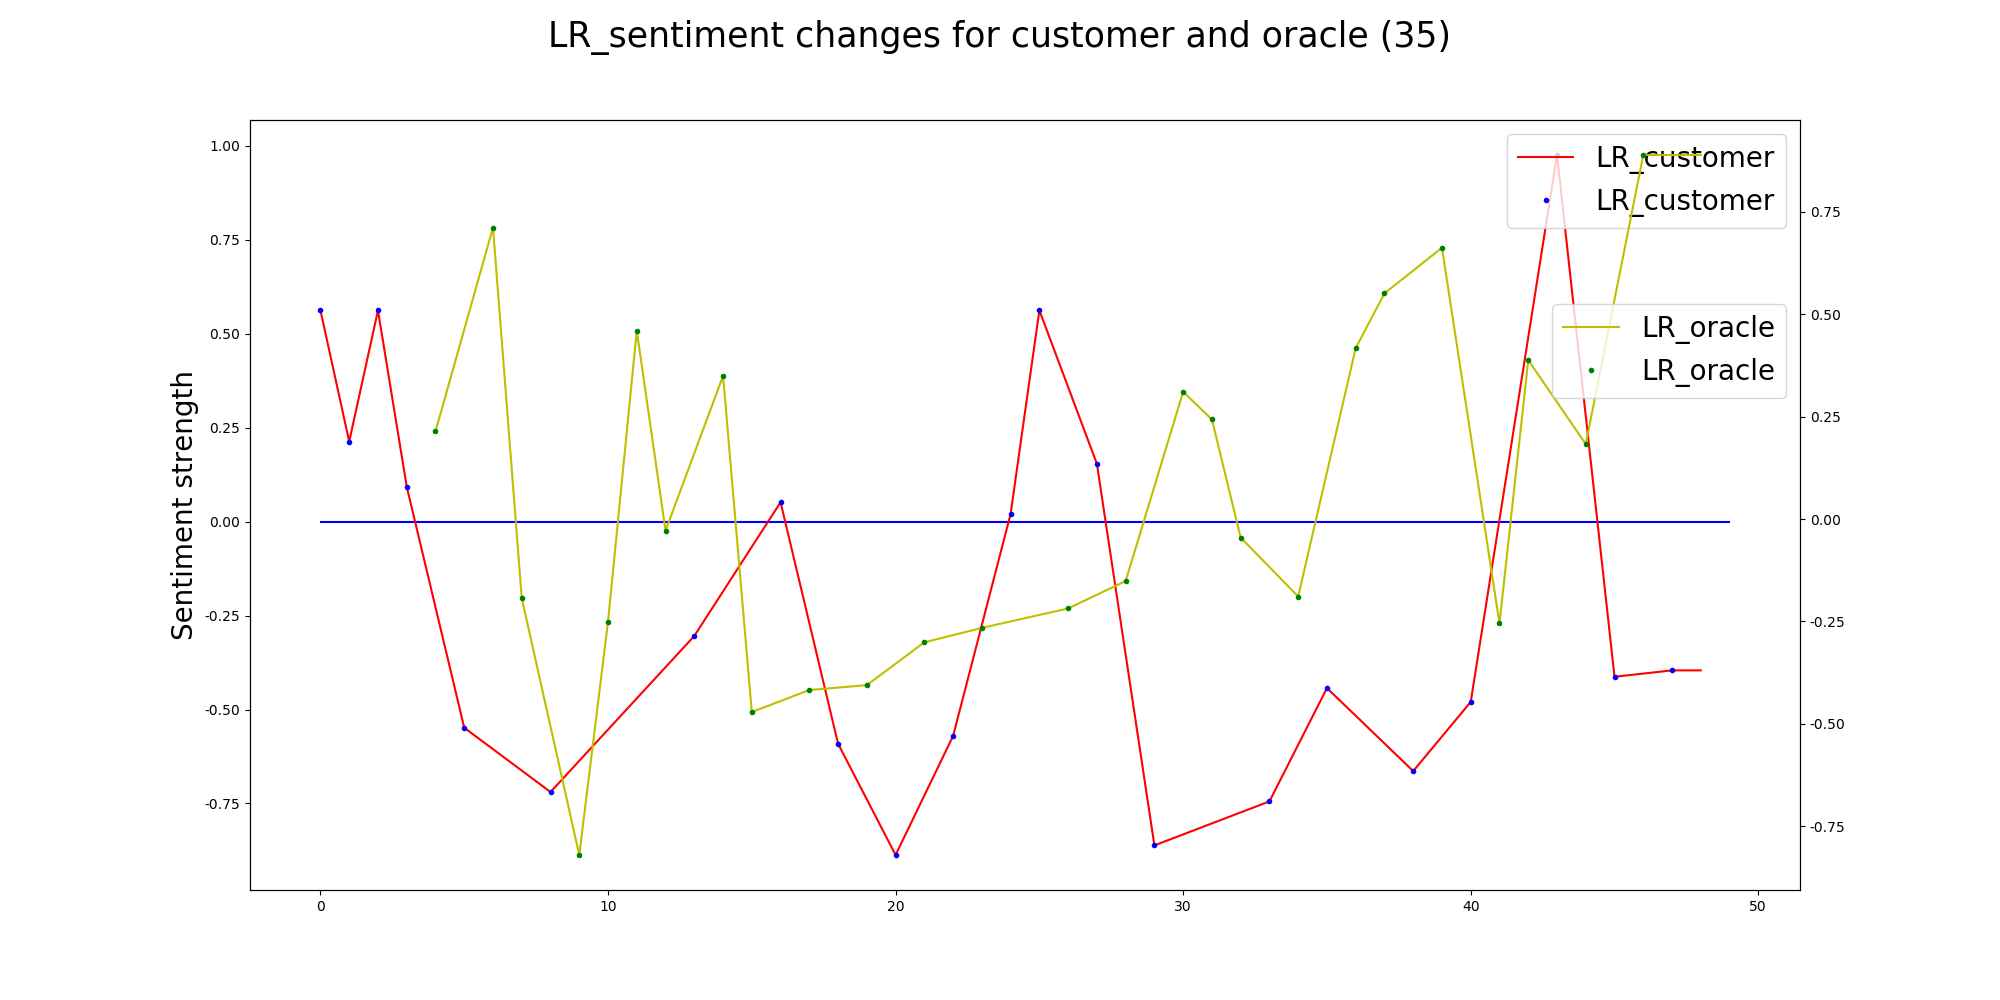 LR_sentiment changes for customer and oracle (35)
Sentiment strength
1.00
0.75
0.50
0.25
0.00
-0.25
-0.50
-0.75
LR_customer
LR_customer
LR_oracle
LR_oracle
0.75
0.50
0.25
0.00
-0.25
-0.50
-0.75
0 10 20 30 40 50